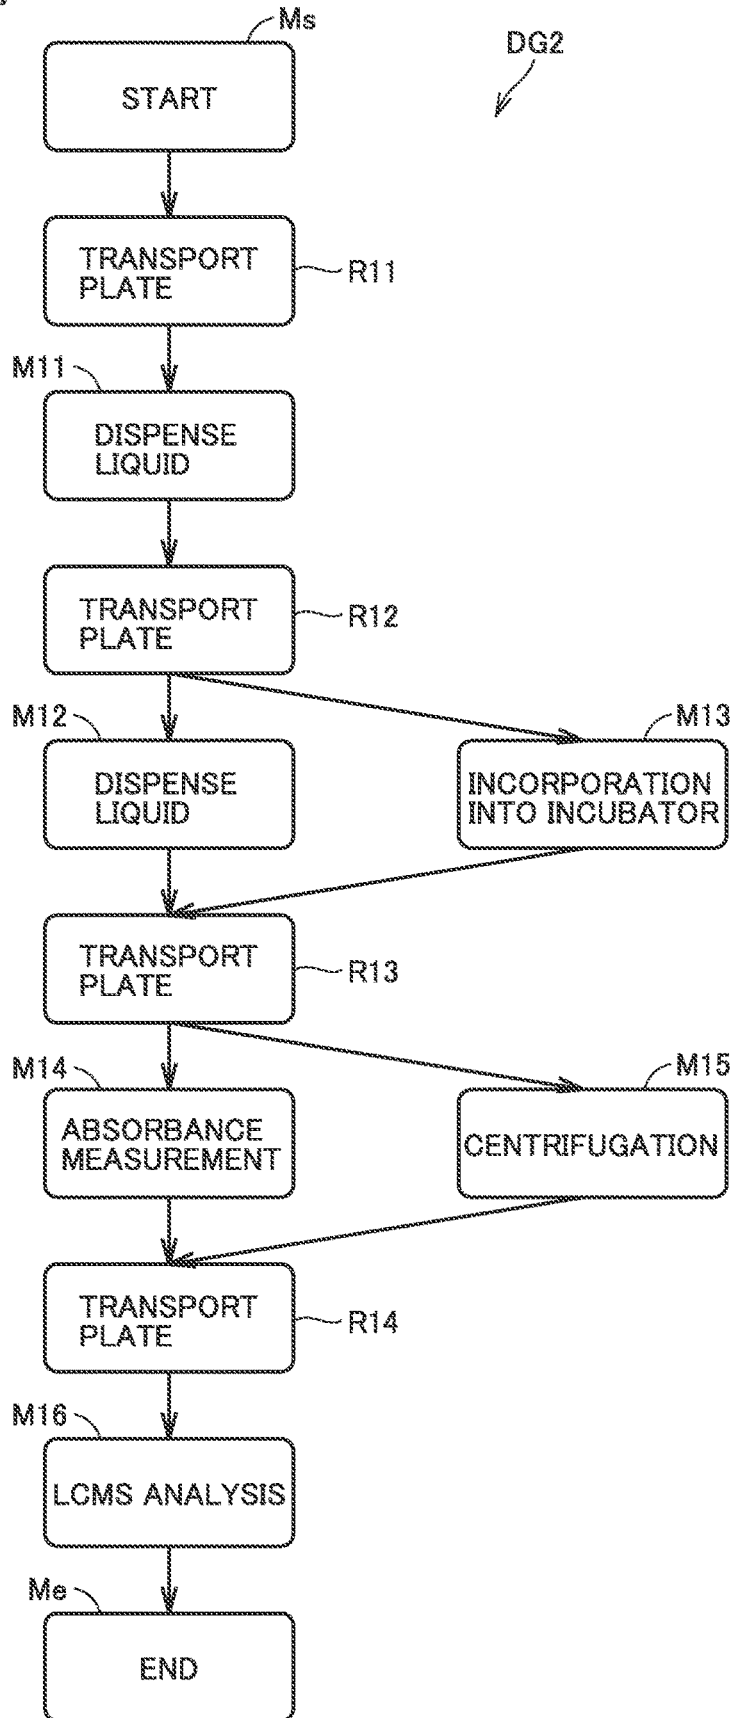 Ms
DG2
START
TRANSPORT
PLATE
R11
M11
DISPENSE
LIQUID
TRANSPORT
PLATE
R12
M12
M13
DISPENSE
LIQUID
INCORPORATION
INTO INCUBATOR
TRANSPORT
PLATE
R13
M14
M15
ABSORBANCE
MEASUREMENT
CENTRIFUGATION
TRANSPORT
PLATE
R14
M16
LCMS ANALYSIS
Me
END